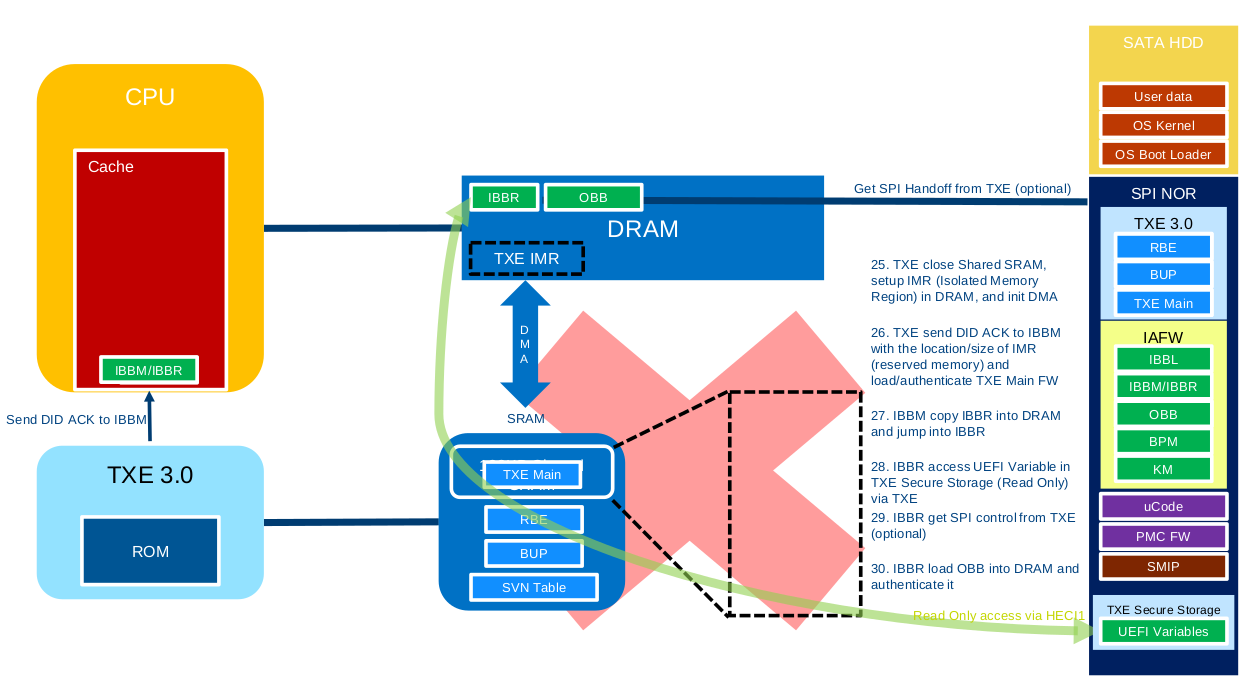 CPU
Cache
IBBM/IBBR
Send DID ACK to IBBM
TXE 3.0
ROM
IBBR
OBB
DRAM
TXE IMR
D
M
A
SRAM
TXE Main
RBE
BUP
SVN Table
Get SPI Handoff from TXE (optional)
25. TXE close Shared SRAM,
setup IMR (Isolated Memory
Region) in DRAM, and init DMA
26. TXE send DID ACK to IBBM
with the location/size of IMR
(reserved memory) and
load/authenticate TXE Main FW
27. IBBM copy IBBR into DRAM
and jump into IBBR
28. IBBR access UEFI Variable in
TXE Secure Storage (Read Only)
via TXE
29. IBBR get SPI control from TXE
(optional)
30. IBBR load OBB into DRAM and
authenticate it
Read Only access via HECI1
SATA HDD
User data
OS Kernel
OS Boot Loader
SPI NOR
TXE 3.0
RBE
BUP
TXE Main
IAFW
IBBL
IBBM/IBBR
OBB
BPM
KM
uCode
PMC FW
SMIP
TXE Secure Storage
UEFI Variables